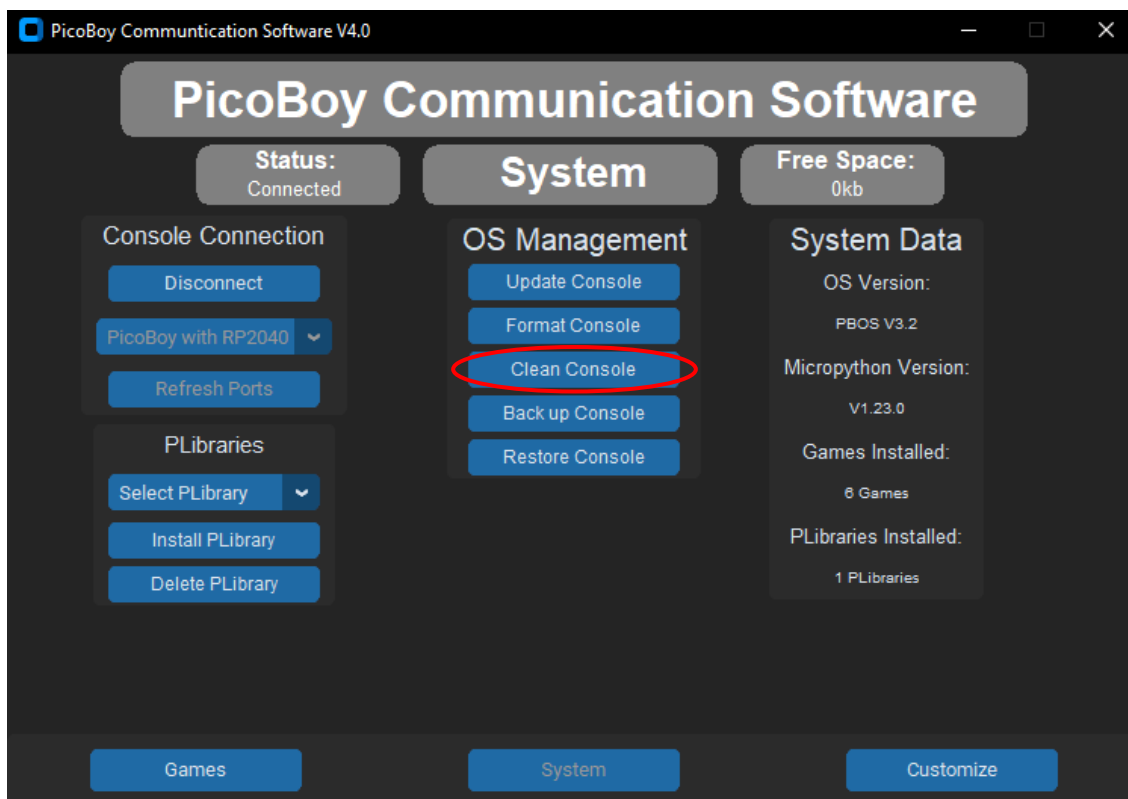 PicoBoy Communtication Software V4.0
PicoBoy Communication Software
Status:
Connected
System
Free Space:
0kb
Console Connection
Disconnect
PicoBoy with RP2040
Refresh Ports
PLibraries
Select PLibrary
Install PLibrary
Delete PLibrary
OS Management
Update Console
Format Console
Clean Console
Back up Console
Restore Console
System Data
OS Version:
PBOS V3.2
Micropython Version:
V1.23.0
Games Installed:
6 Games
PLibraries Installed:
1 PLibraries
Games
System
Customize